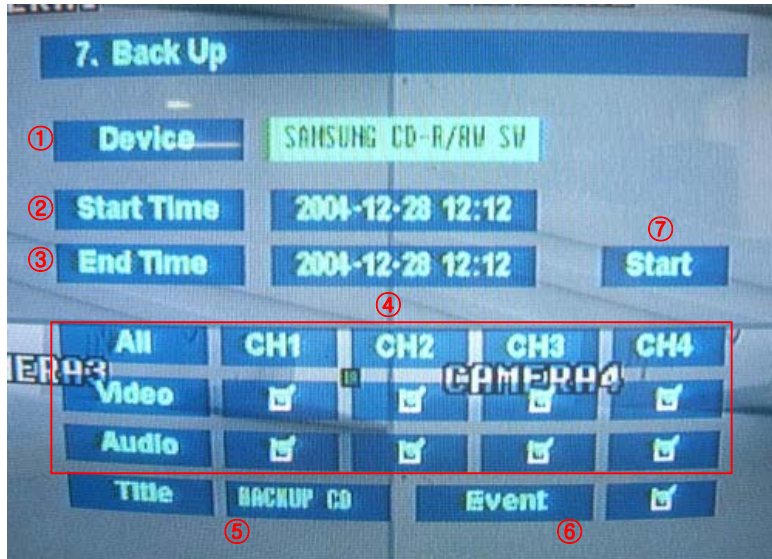 7. Back Up
① Device SAMSUNG CD-R/RW SW
② Start Time 2004-12-28 12:12
⑦
③ End Time 2004-12-28 12:12 Start
④
All CH1 CH2 CH3 CH4
ERA3 CAMERA4
Video
Audio
Title BACKUP CD Event
⑤ ⑥